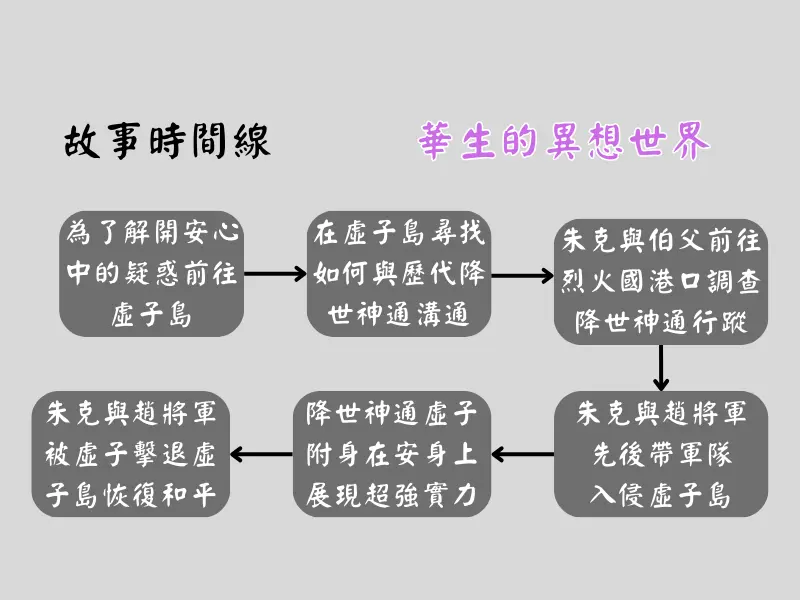 故事時間線
華生的異想世界
為了解開安心
中的疑惑前往
虛子島
在虛子島尋找
如何與歷代降
世神通溝通
朱克與伯父前往
烈火國港口調查
降世神通行蹤
朱克與趙將軍
先後帶軍隊
入侵虛子島
降世神通虛子
附身在安身上
展現超強實力
朱克與趙將軍
被虛子擊退虛
子島恢復和平